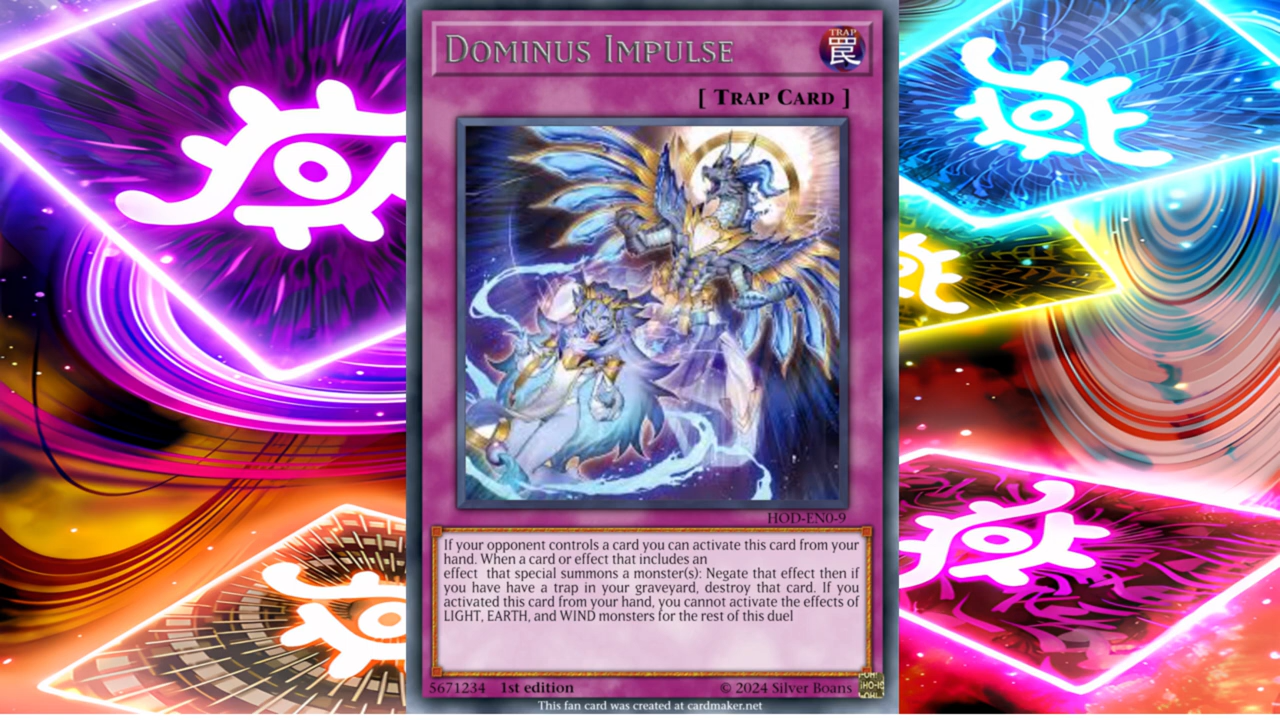 DOMINUS IMPULSE
TRAP
罠
[ TRAP CARD ]
HOD-EN0-9
If your opponent controls a card you can activate this card from your
hand. When a card or effect that includes an
effect that special summons a monster(s): Negate that effect then if
you have have a trap in your graveyard, destroy that card. If you
activated this card from your hand, you cannot activate the effects of
LIGHT, EARTH, and WIND monsters for the rest of this duel
5671234 1st edition © 2024 Silver Boans
This fan card was created at cardmaker.net